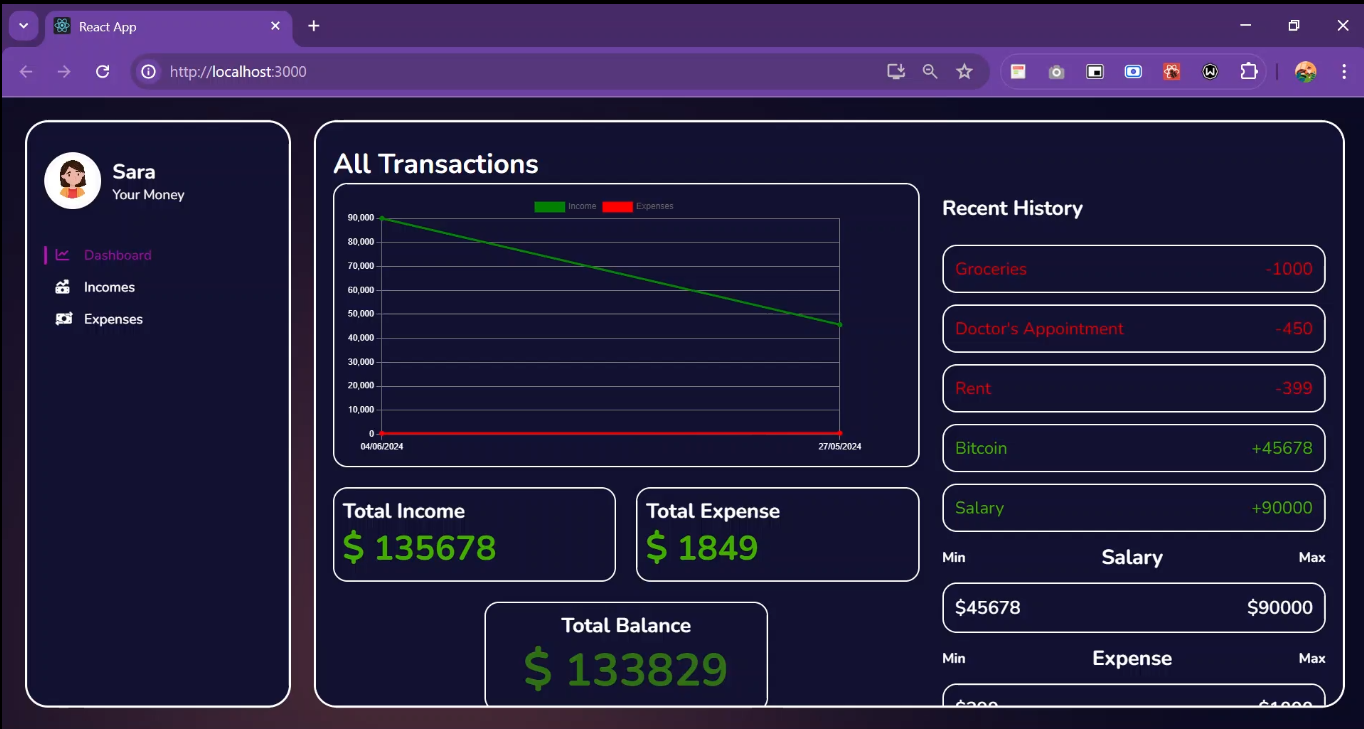 React App
http://localhost:3000
Sara
Your Money
Dashboard
Incomes
Expenses
All Transactions
Income Expenses
90,000
80,000
70,000
60,000
50,000
40,000
30,000
20,000
10,000
0
04/06/2024 27/05/2024
Total Income
$ 135678
Total Expense
$ 1849
Total Balance
$ 133829
Recent History
Groceries -1000
Doctor's Appointment -450
Rent -399
Bitcoin +45678
Salary +90000
Min Salary Max
$45678 $90000
Min Expense Max